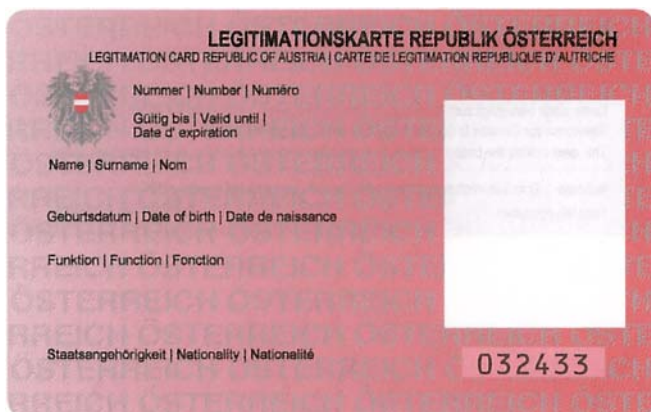 LEGITIMATIONSKARTE REPUBLIK ÖSTERREICH
LEGITIMATION CARD REPUBLIC OF AUSTRIA | CARTE DE LEGITIMATION REPUBLIQUE D'AUTRICHE
Nummer | Number | Numéro
Gültig bis | Valid until |
Date d' expiration
Name | Surname | Nom
Geburtsdatum | Date of birth | Date de naissance
Funktion | Function | Fonction
Staatsangehörigkeit | Nationality | Nationalité
032433